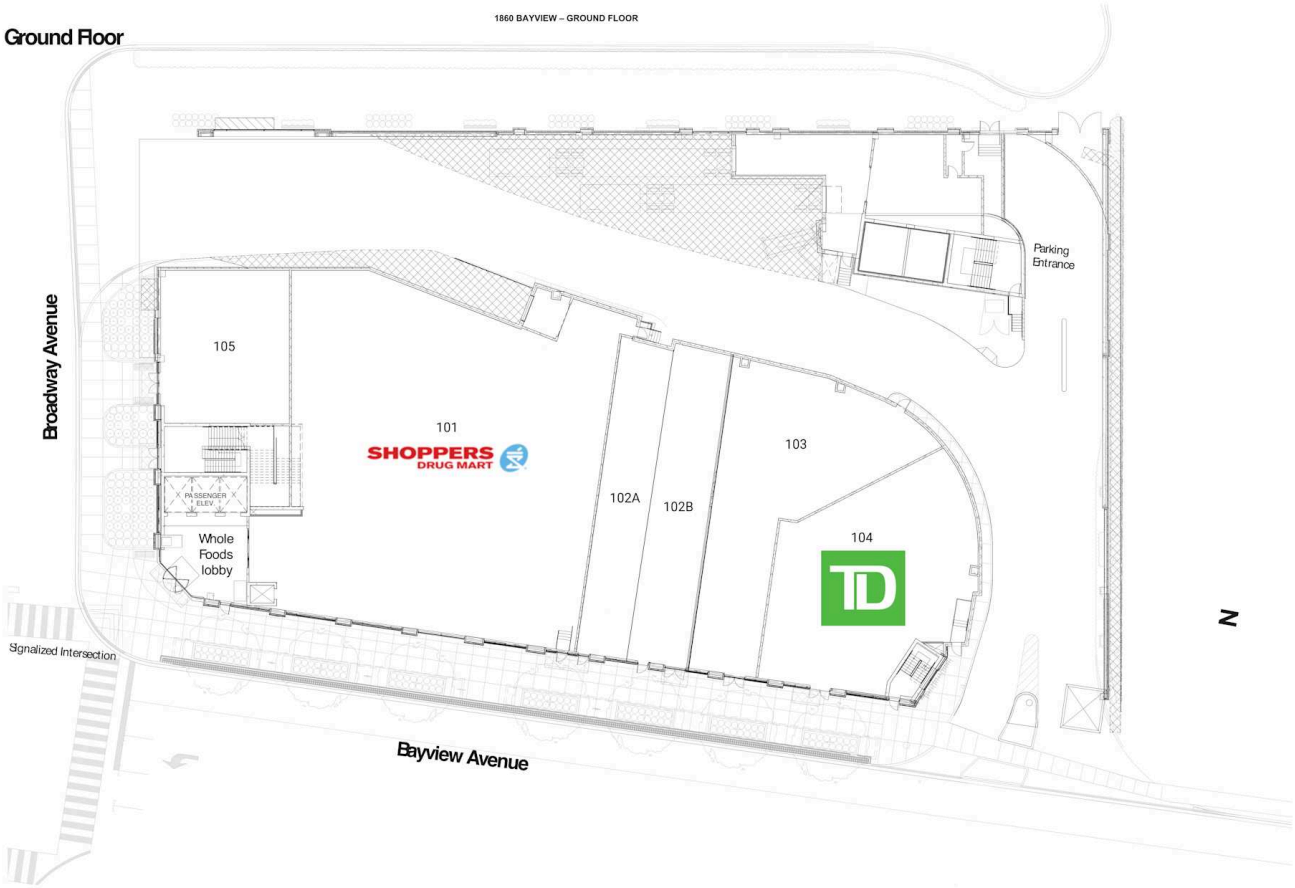 1860 BAYVIEW – GROUND FLOOR
Ground Floor
Parking
Entrance
Broadway Avenue
105
101
SHOPPERS
DRUG MART
103
102A
102B
PASSENGER
ELEV.
Whole
Foods
lobby
104
TD
N
Signalized Intersection
Bayview Avenue